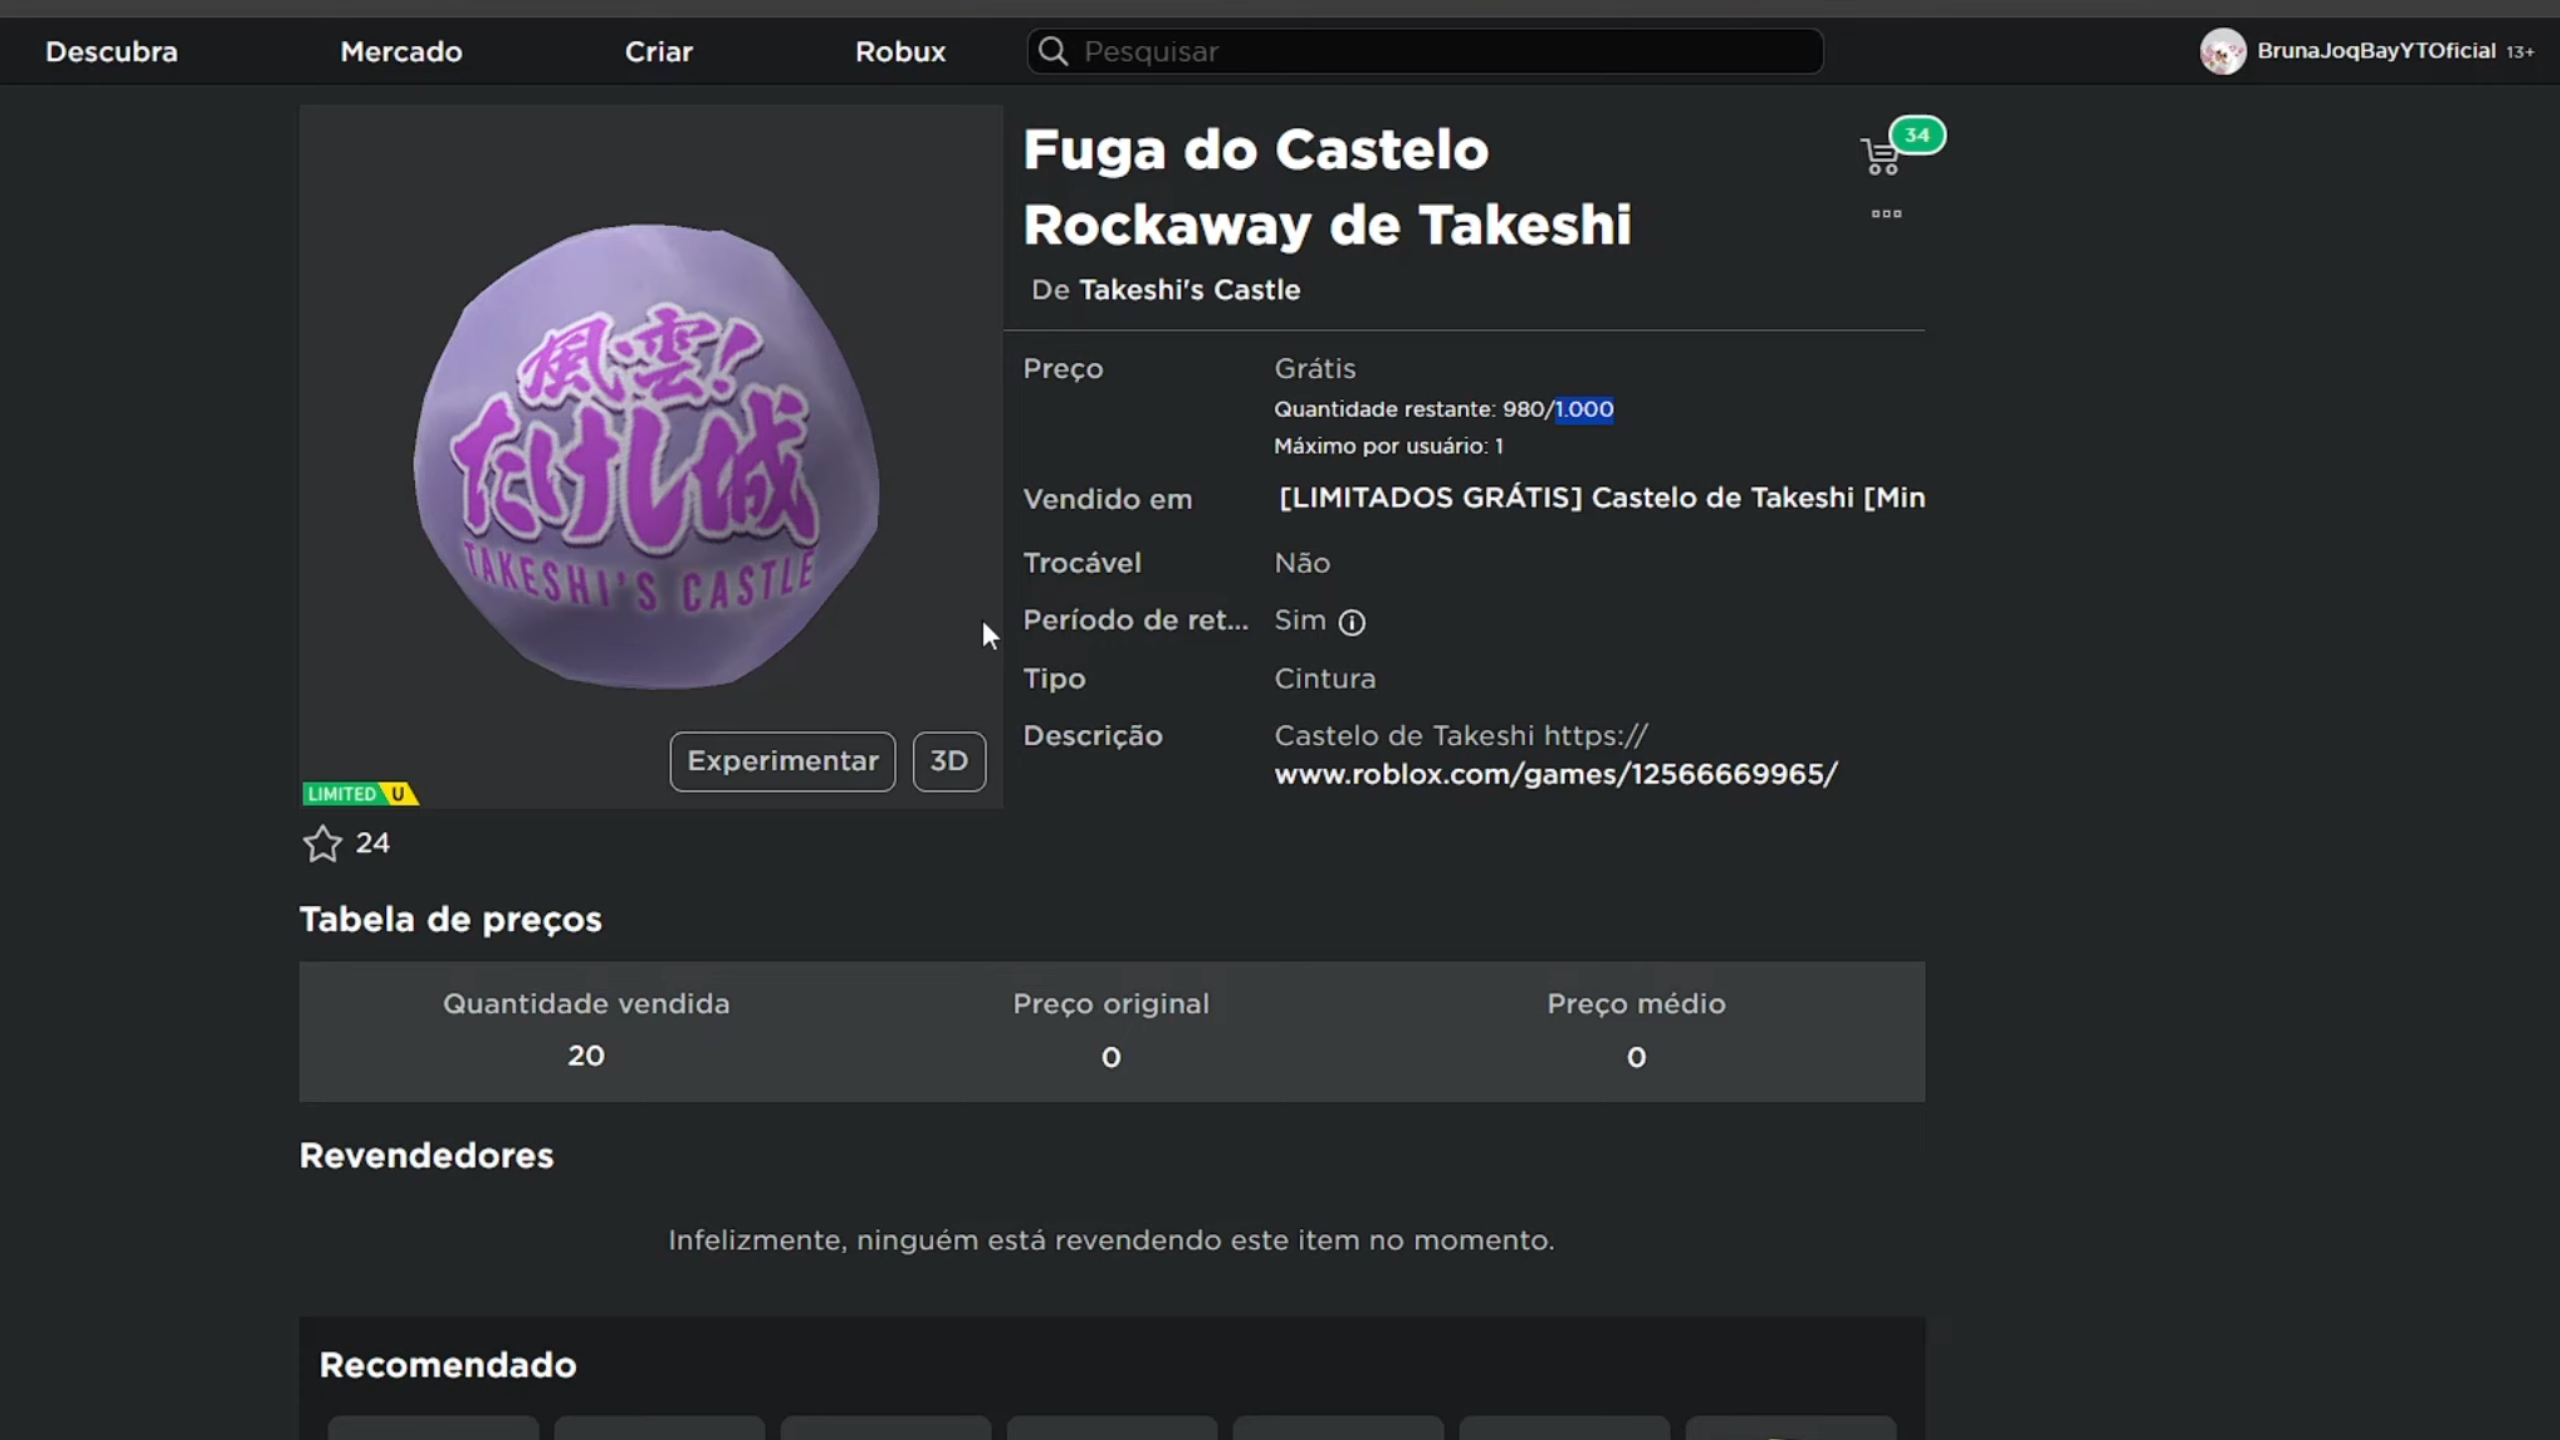 Descubra
Mercado
Criar
Robux
Pesquisar
BrunaJoqBayYTOficial 13+
風雲!
たけし城
TAKESHI'S CASTLE
Experimentar
3D
LIMITED U
24
Fuga do Castelo
Rockaway de Takeshi
34
De Takeshi's Castle
Preço
Grátis
Quantidade restante: 980/1.000
Máximo por usuário: 1
Vendido em
[LIMITADOS GRÁTIS] Castelo de Takeshi [Min
Trocável
Não
Período de ret...
Sim
Tipo
Cintura
Descrição
Castelo de Takeshi https://
www.roblox.com/games/12566669965/
Tabela de preços
Quantidade vendida
20
Preço original
0
Preço médio
0
Revendedores
Infelizmente, ninguém está revendendo este item no momento.
Recomendado